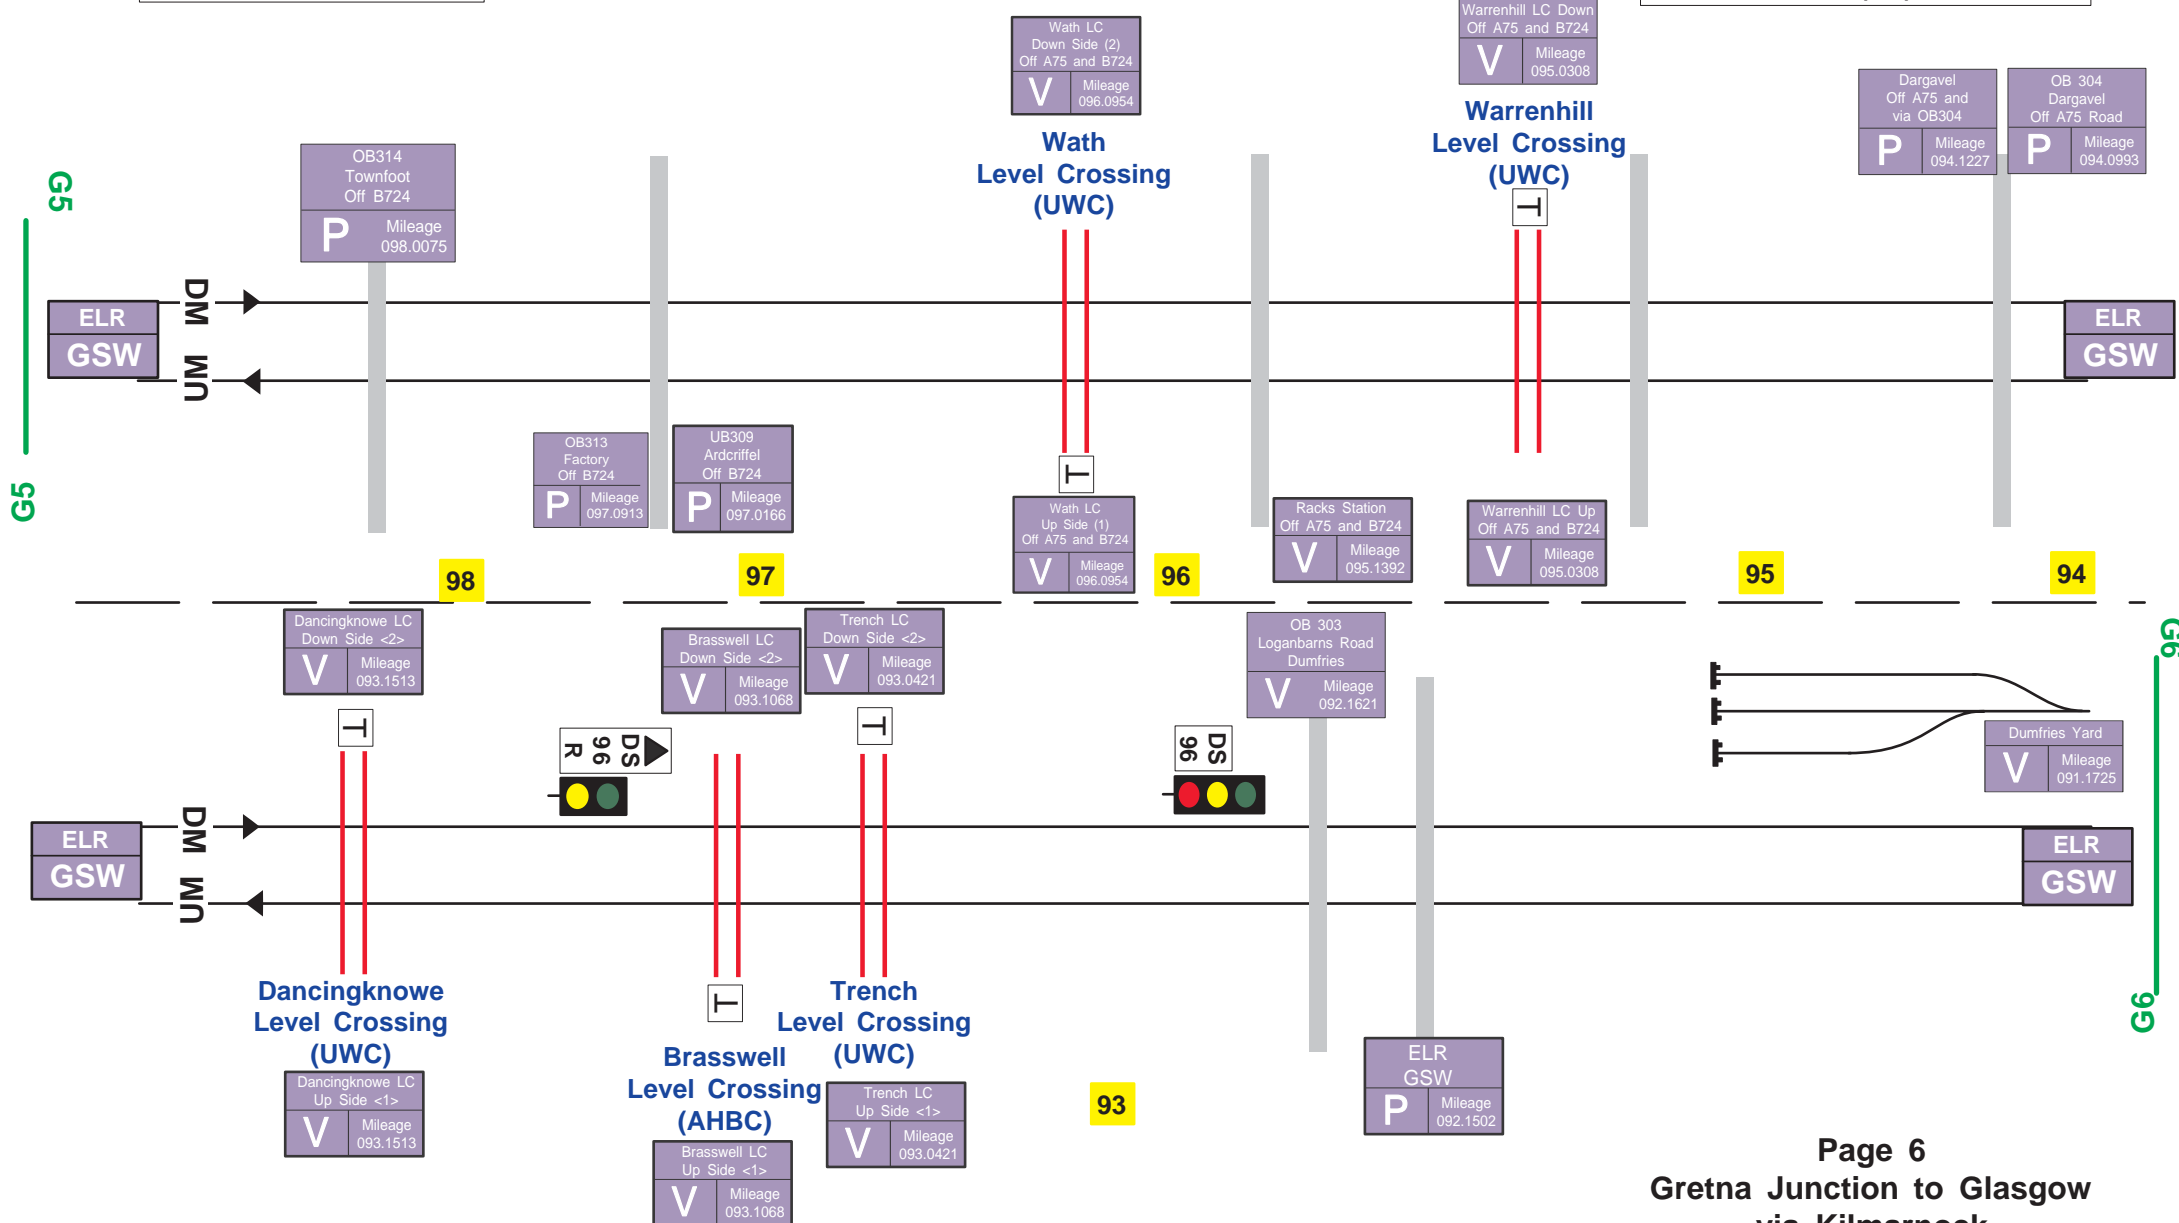 Wath LC
Down Side (2)
Off A75 and B724
V
Mileage
096.0954
Warrenhill LC Down
Off A75 and B724
V
Mileage
095.0308
Dargavel
Off A75 and
via OB304
P
Mileage
094.1227
OB 304
Dargavel
Off A75 Road
P
Mileage
094.0993
Wath
Level Crossing
(UWC)
Warrenhill
Level Crossing
(UWC)
T
OB314
Townfoot
Off B724
P
Mileage
098.0075
G5
ELR
GSW
DM
UM
ELR
GSW
G5
OB313
Factory
Off B724
P
Mileage
097.0913
UB309
Ardcriffel
Off B724
P
Mileage
097.0166
T
Wath LC
Up Side (1)
Off A75 and B724
V
Mileage
096.0954
Racks Station
Off A75 and B724
V
Mileage
095.1392
Warrenhill LC Up
Off A75 and B724
V
Mileage
095.0308
98
97
96
95
94
Dancingknowe LC
Down Side <2>
V
Mileage
093.1513
Brasswell LC
Down Side <2>
V
Mileage
093.1068
Trench LC
Down Side <2>
V
Mileage
093.0421
OB 303
Loganbarns Road
Dumfries
V
Mileage
092.1621
G6
T
DS
96
R
T
DS
96
Dumfries Yard
V
Mileage
091.1725
ELR
GSW
DM
UM
ELR
GSW
G6
Dancingknowe
Level Crossing
(UWC)
T
Trench
Level Crossing
(UWC)
Brasswell
Level Crossing
(AHBC)
Dancingknowe LC
Up Side <1>
V
Mileage
093.1513
Trench LC
Up Side <1>
V
Mileage
093.0421
93
ELR
GSW
P
Mileage
092.1502
Brasswell LC
Up Side <1>
V
Mileage
093.1068
Page 6
Gretna Junction to Glasgow
via Kilmarnock